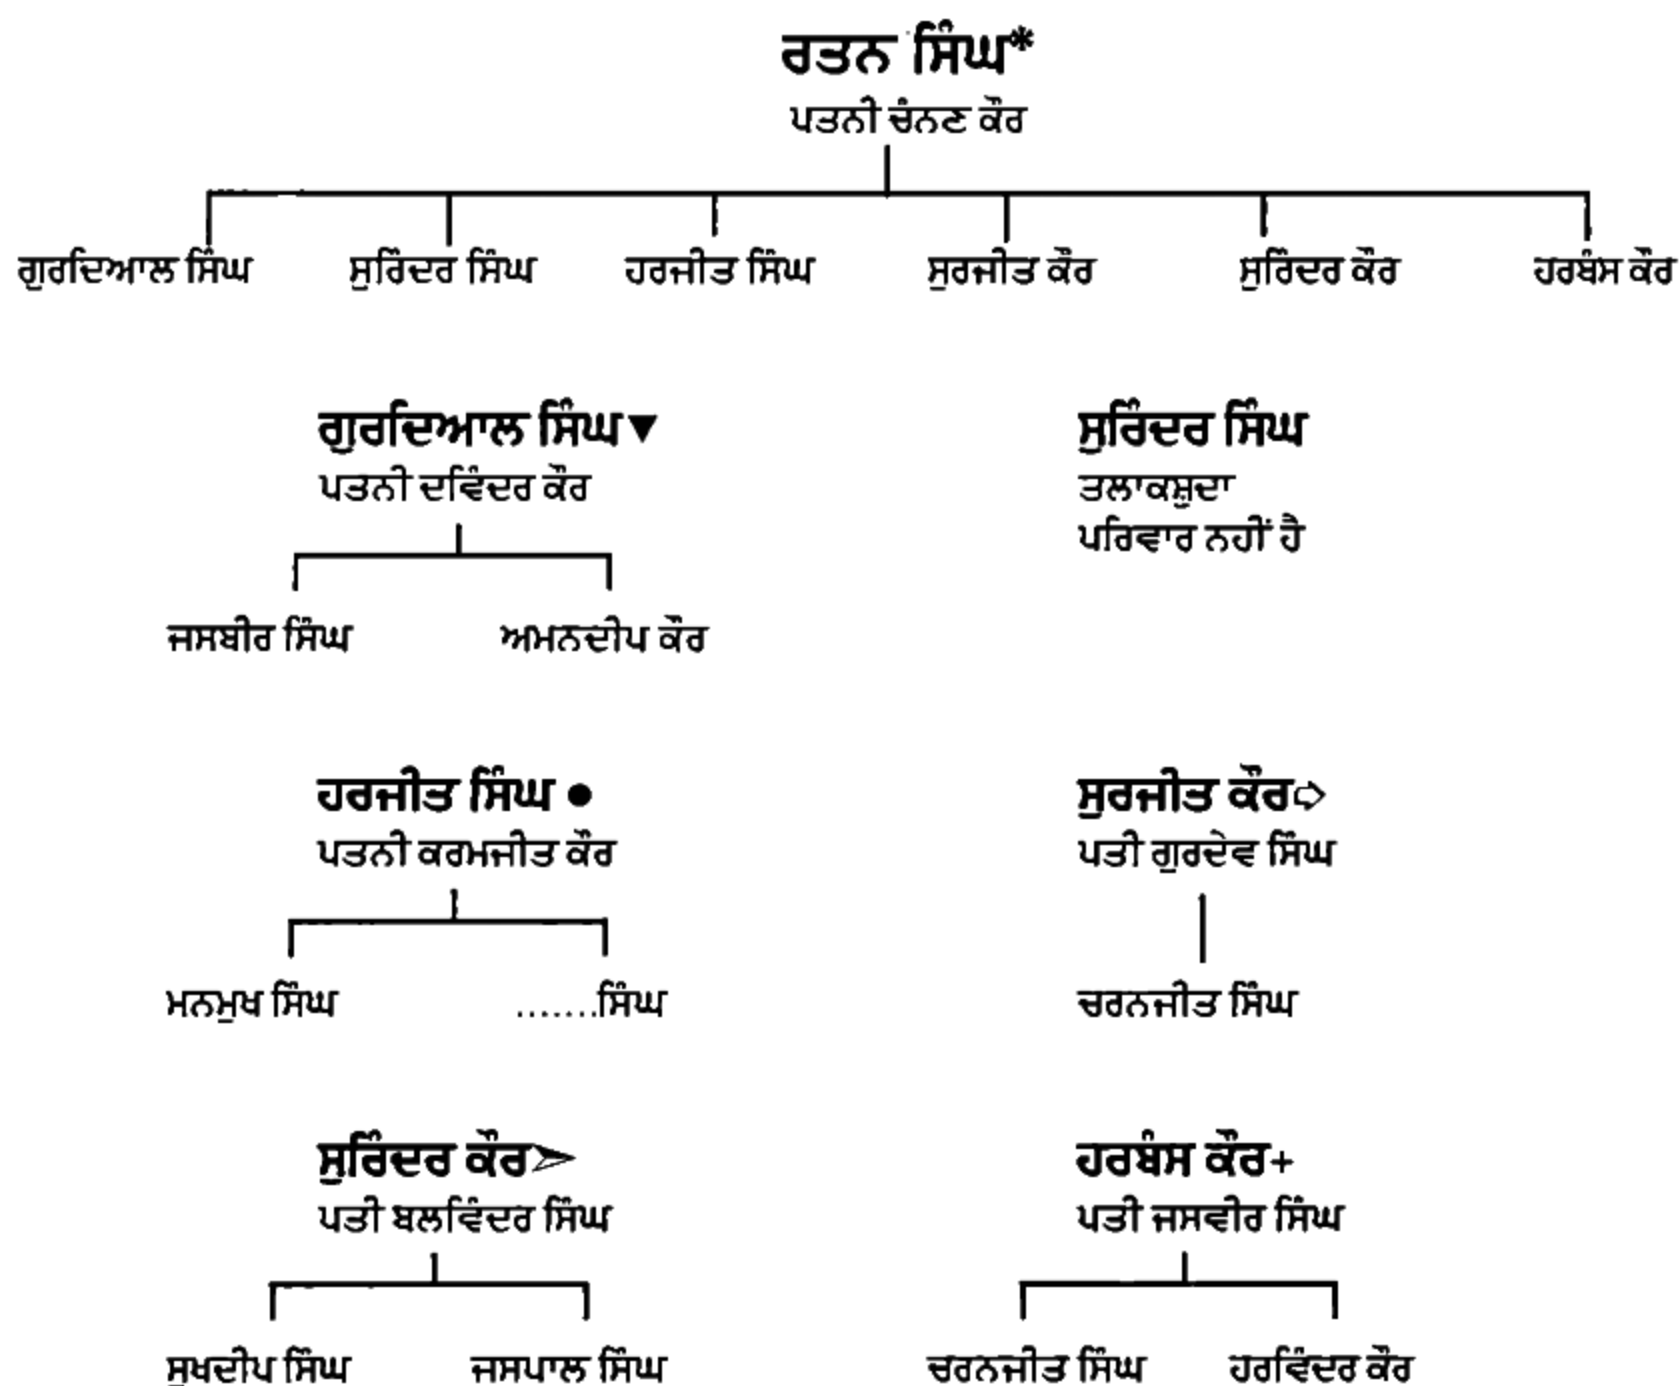 ਰਤਨ ਸਿੰਘ*
ਪਤਨੀ ਚੰਨਣ ਕੌਰ
ਗੁਰਦਿਆਲ ਸਿੰਘ ਸੁਰਿੰਦਰ ਸਿੰਘ ਹਰਜੀਤ ਸਿੰਘ ਸੁਰਜੀਤ ਕੌਰ ਸੁਰਿੰਦਰ ਕੌਰ ਹਰਬੰਸ ਕੌਰ
ਗੁਰਦਿਆਲ ਸਿੰਘ▼ ਸੁਰਿੰਦਰ ਸਿੰਘ
ਪਤਨੀ ਦਵਿੰਦਰ ਕੌਰ ਤਲਾਕਸ਼ੁਦਾ
ਪਰਿਵਾਰ ਨਹੀਂ ਹੈ
ਜਸਬੀਰ ਸਿੰਘ ਅਮਨਦੀਪ ਕੌਰ
ਹਰਜੀਤ ਸਿੰਘ ● ਸੁਰਜੀਤ ਕੌਰ➪
ਪਤਨੀ ਕਰਮਜੀਤ ਕੌਰ ਪਤੀ ਗੁਰਦੇਵ ਸਿੰਘ
ਮਨਮੁਖ ਸਿੰਘ .......ਸਿੰਘ ਚਰਨਜੀਤ ਸਿੰਘ
ਸੁਰਿੰਦਰ ਕੌਰ➢ ਹਰਬੰਸ ਕੌਰ+
ਪਤੀ ਬਲਵਿੰਦਰ ਸਿੰਘ ਪਤੀ ਜਸਵੀਰ ਸਿੰਘ
ਸੁਖਦੀਪ ਸਿੰਘ ਜਸਪਾਲ ਸਿੰਘ ਚਰਨਜੀਤ ਸਿੰਘ ਹਰਵਿੰਦਰ ਕੌਰ